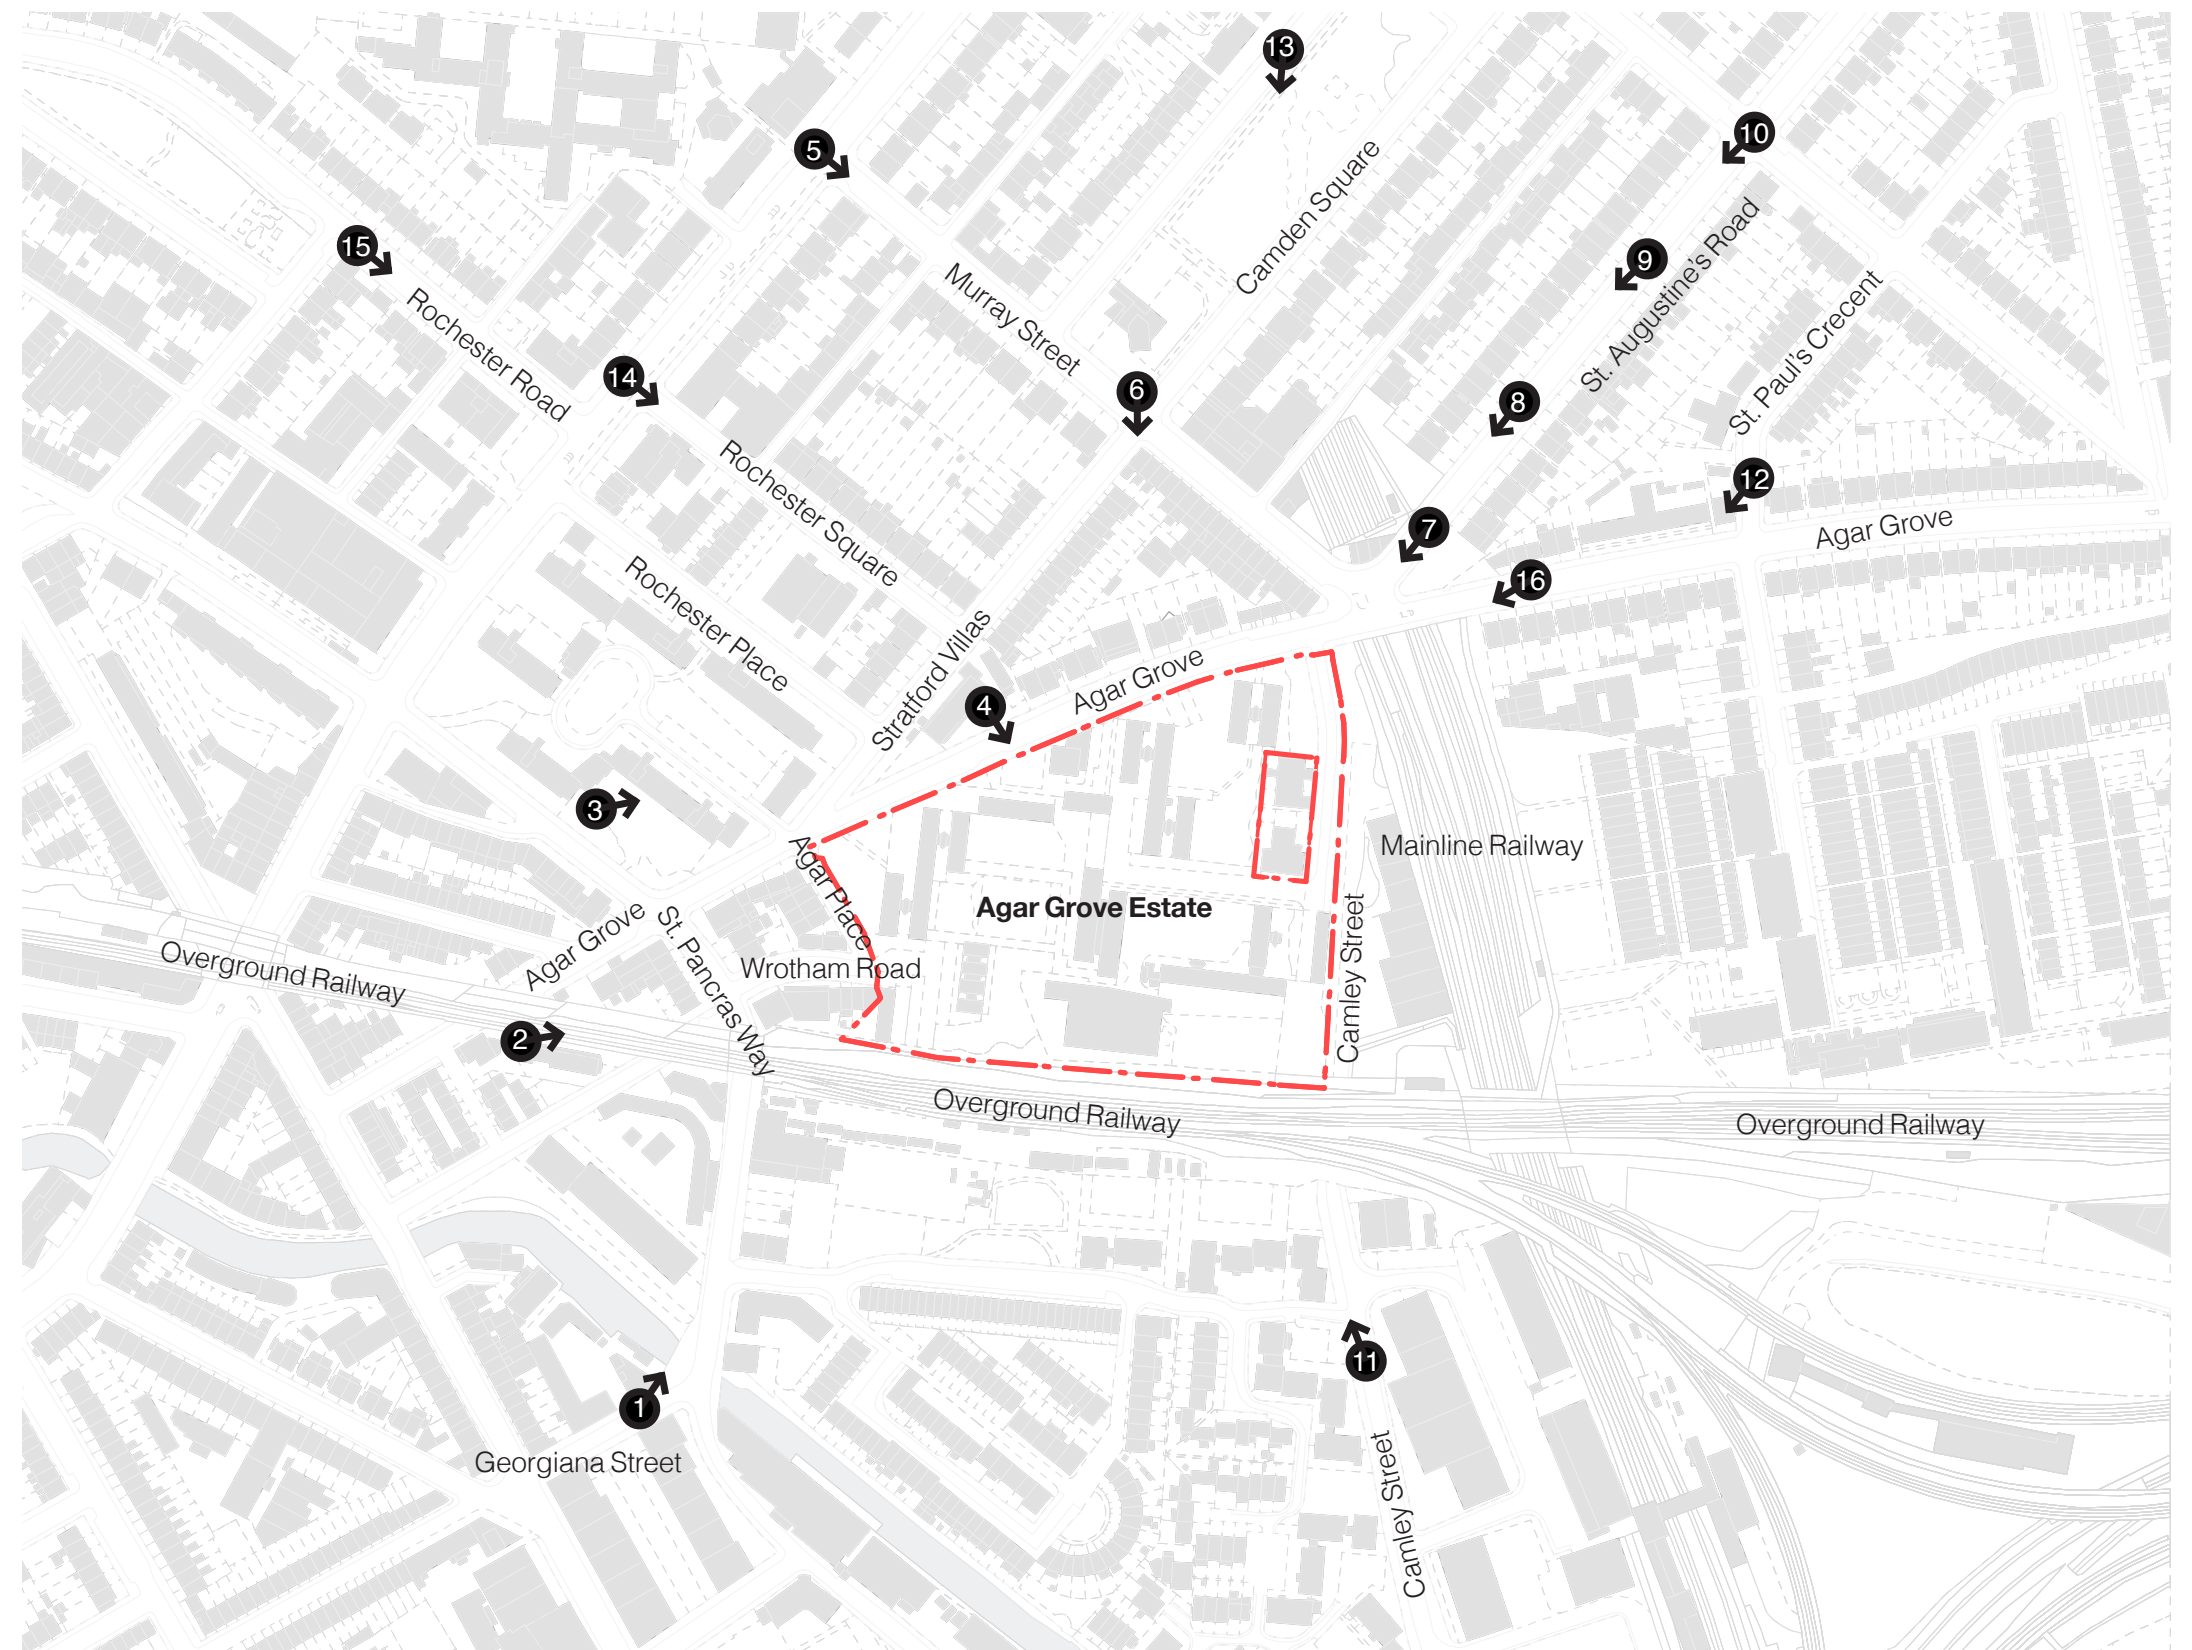 13
10
5
Camden Square
15
9
St. Augustine's Road
Rochester Road
Murray Street
St. Paul's Crecent
14
6
8
Rochester Square
12
7
Agar Grove
16
Rochester Place
Stratford Villas
Agar Grove
4
3
Mainline Railway
Agar Place
Agar Grove Estate
Camley Street
Agar Grove
St. Pancras Way
Wrotham Road
Overground Railway
2
Overground Railway
Overground Railway
11
1
Georgiana Street
Camley Street